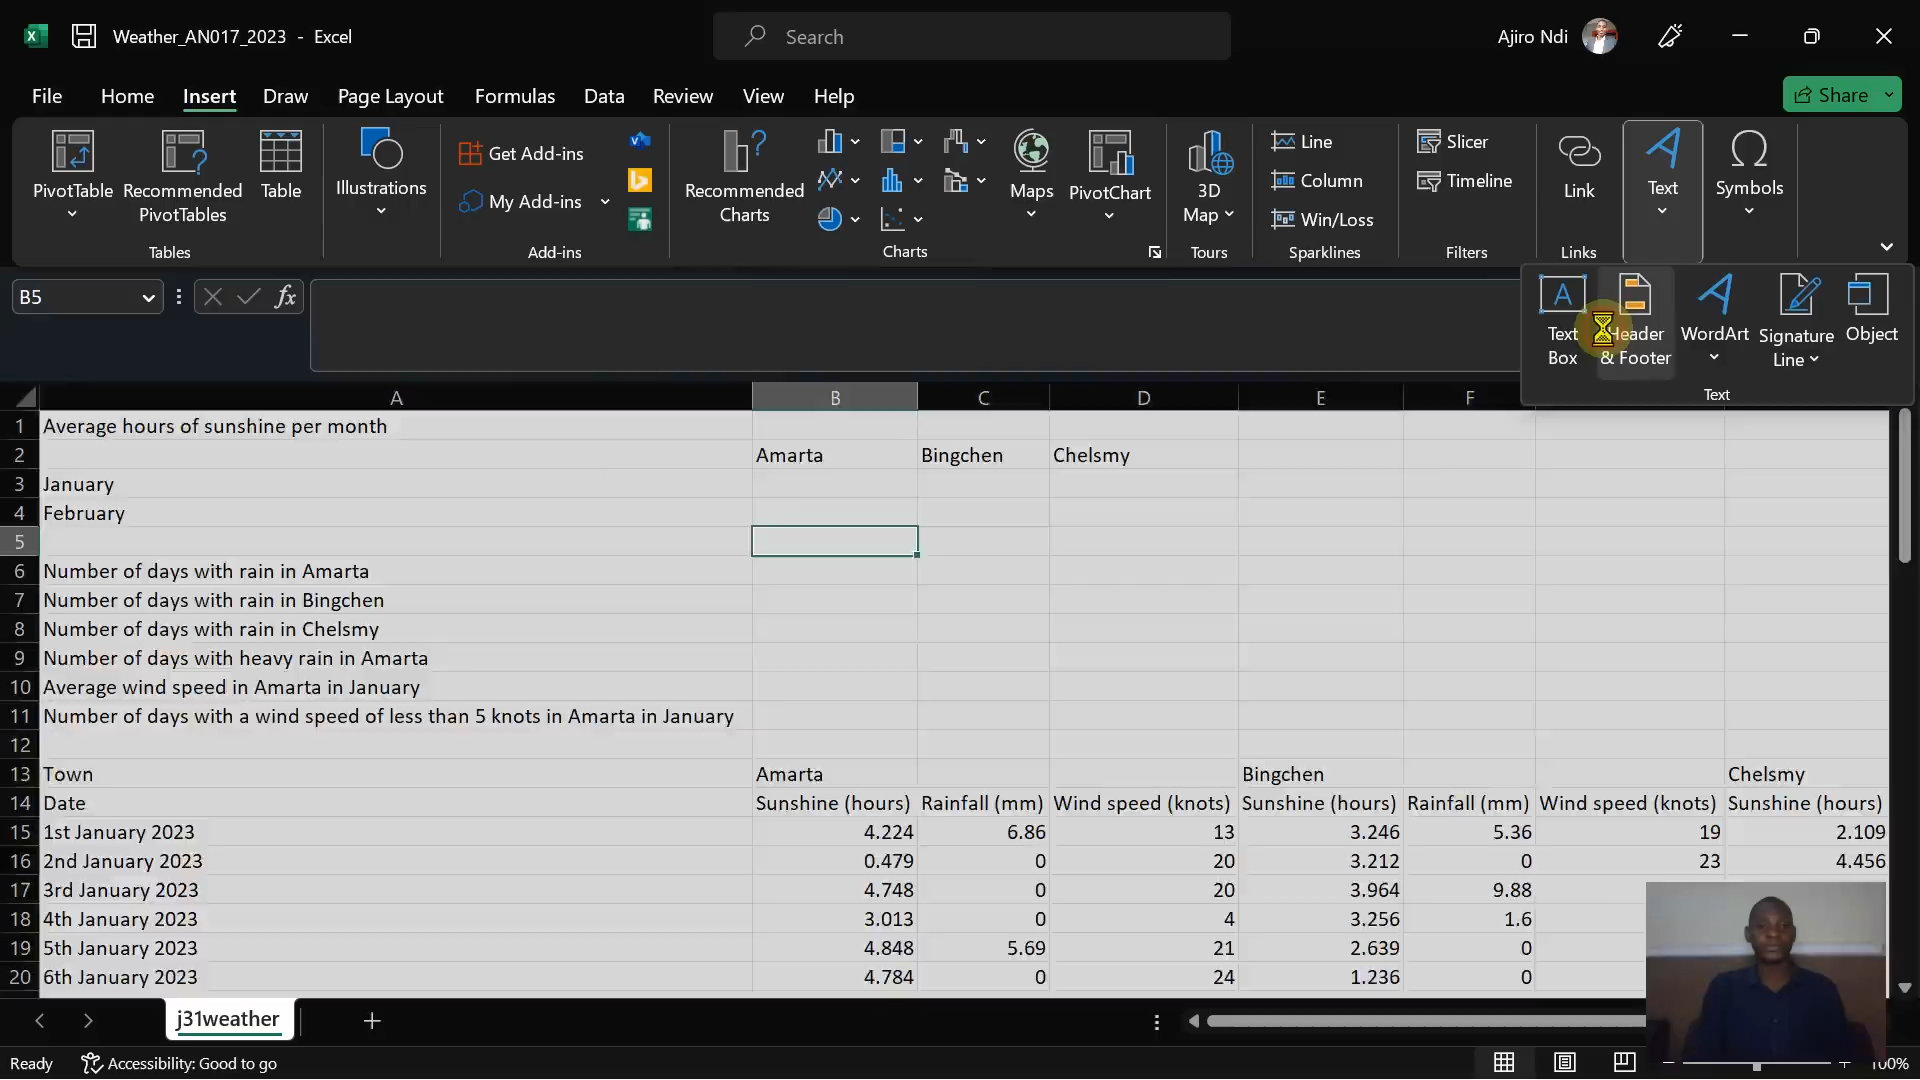 Weather_AN017_2023 - Excel
Search
Ajiro Ndi
File Home Insert Draw Page Layout Formulas Data Review View Help
Share
PivotTable
Recommended PivotTables
Table
Tables
Illustrations
Get Add-ins
My Add-ins
Add-ins
Recommended Charts
Maps
PivotChart
Charts
3D Map
Tours
Line
Column
Win/Loss
Sparklines
Slicer
Timeline
Filters
Link
Links
Text
Symbols
B5
fx
Text Box
Header & Footer
WordArt
Signature Line
Object
Text
A B C D E F
1 Average hours of sunshine per month
2 Amarta Bingchen Chelsmy
3 January
4 February
5
6 Number of days with rain in Amarta
7 Number of days with rain in Bingchen
8 Number of days with rain in Chelsmy
9 Number of days with heavy rain in Amarta
10 Average wind speed in Amarta in January
11 Number of days with a wind speed of less than 5 knots in Amarta in January
12
13 Town Amarta Bingchen Chelsmy
14 Date Sunshine (hours) Rainfall (mm) Wind speed (knots) Sunshine (hours) Rainfall (mm) Wind speed (knots) Sunshine (hours)
15 1st January 2023 4.224 6.86 13 3.246 5.36 19 2.109
16 2nd January 2023 0.479 0 20 3.212 0 23 4.456
17 3rd January 2023 4.748 0 20 3.964 9.88
18 4th January 2023 3.013 0 4 3.256 1.6
19 5th January 2023 4.848 5.69 21 2.639 0
20 6th January 2023 4.784 0 24 1.236 0
j31weather
Ready
Accessibility: Good to go
100%